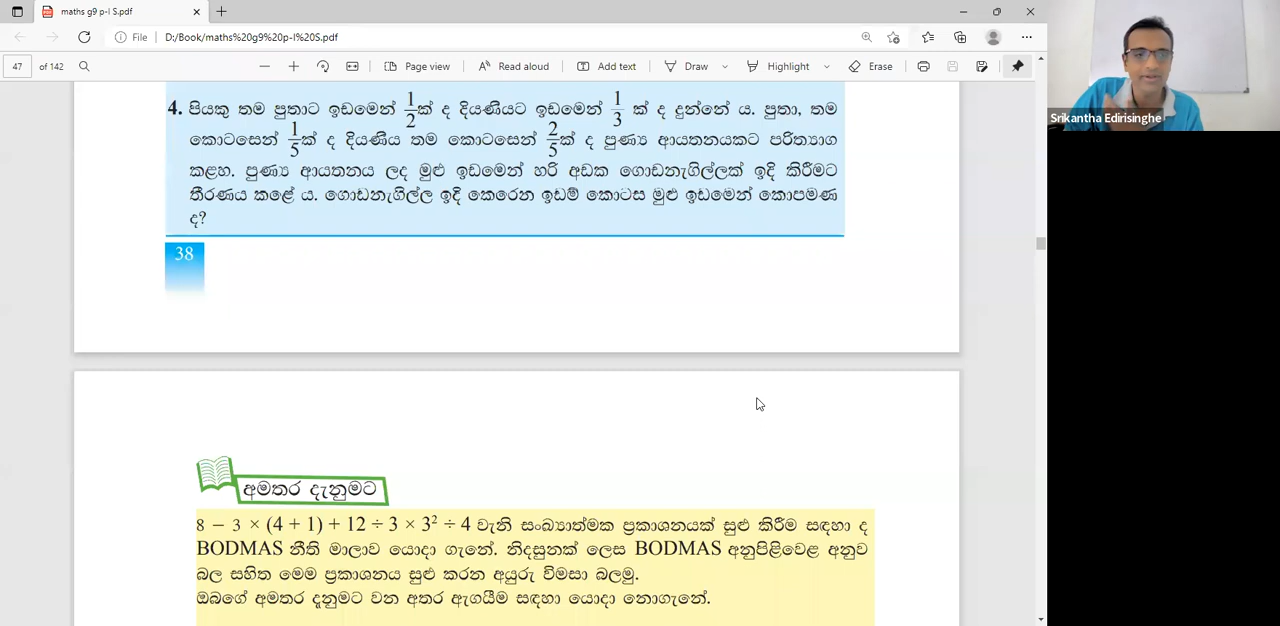 maths g9 p-I S.pdf
File
D:/Book/maths%20g9%20p-I%20S.pdf
47 of 142
Page view
Read aloud
Add text
Draw
Highlight
Erase
Srikantha Edirisinghe
4. පියකු තම පුතාට ඉඩමෙන් 1/2ක් ද දියණියට ඉඩමෙන් 1/3 ක් ද දුන්නේ ය. පුතා, තම
කොටසෙන් 1/5ක් ද දියණිය තම කොටසෙන් 2/5ක් ද පුණ්‍ය ආයතනයකට පරිත්‍යාග
කළහ. පුණ්‍ය ආයතනය ලද මුළු ඉඩමෙන් හරි අඩක ගොඩනැගිල්ලක් ඉදි කිරීමට
තීරණය කළේ ය. ගොඩනැගිල්ල ඉදි කෙරෙන ඉඩම් කොටස මුළු ඉඩමෙන් කොපමණ
ද?
38
අමතර දැනුමට
8 − 3 × (4 + 1) + 12 ÷ 3 × 3² ÷ 4 වැනි සංඛ්‍යාත්මක ප්‍රකාශනයක් සුළු කිරීම සඳහා ද
BODMAS නීති මාලාව යොදා ගැනේ. නිදසුනක් ලෙස BODMAS අනුපිළිවෙළ අනුව
බල සහිත මෙම ප්‍රකාශනය සුළු කරන අයුරු විමසා බලමු.
ඔබගේ අමතර දැනුමට වන අතර ඇගයීම සඳහා යොදා නොගැනේ.